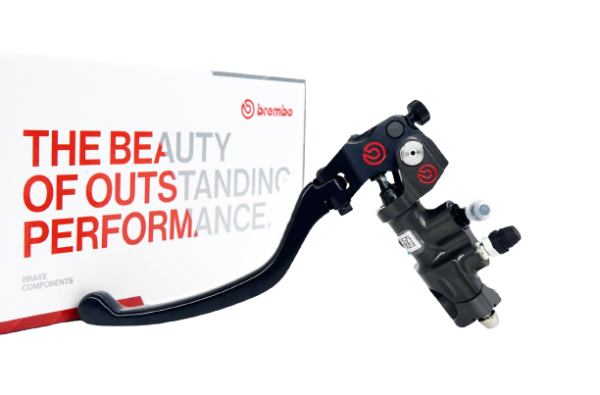 brembo
THE BEAUTY
OF OUTSTANDING
PERFORMANCE.
BRAKE
COMPONENTS